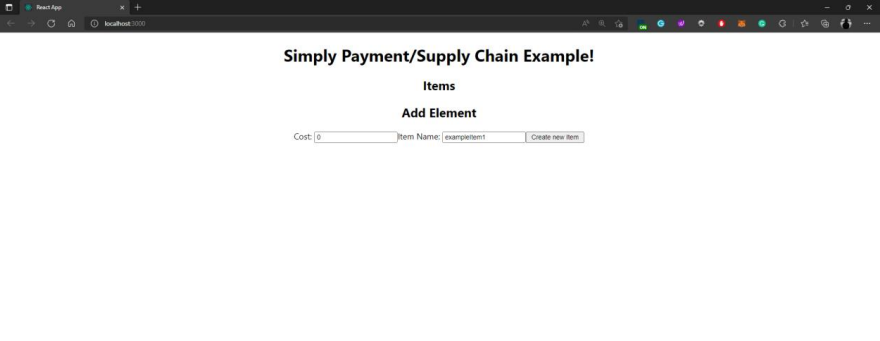 React App
localhost:3000
ON
Simply Payment/Supply Chain Example!
Items
Add Element
Cost: 0 Item Name: exampleItem1 Create new item